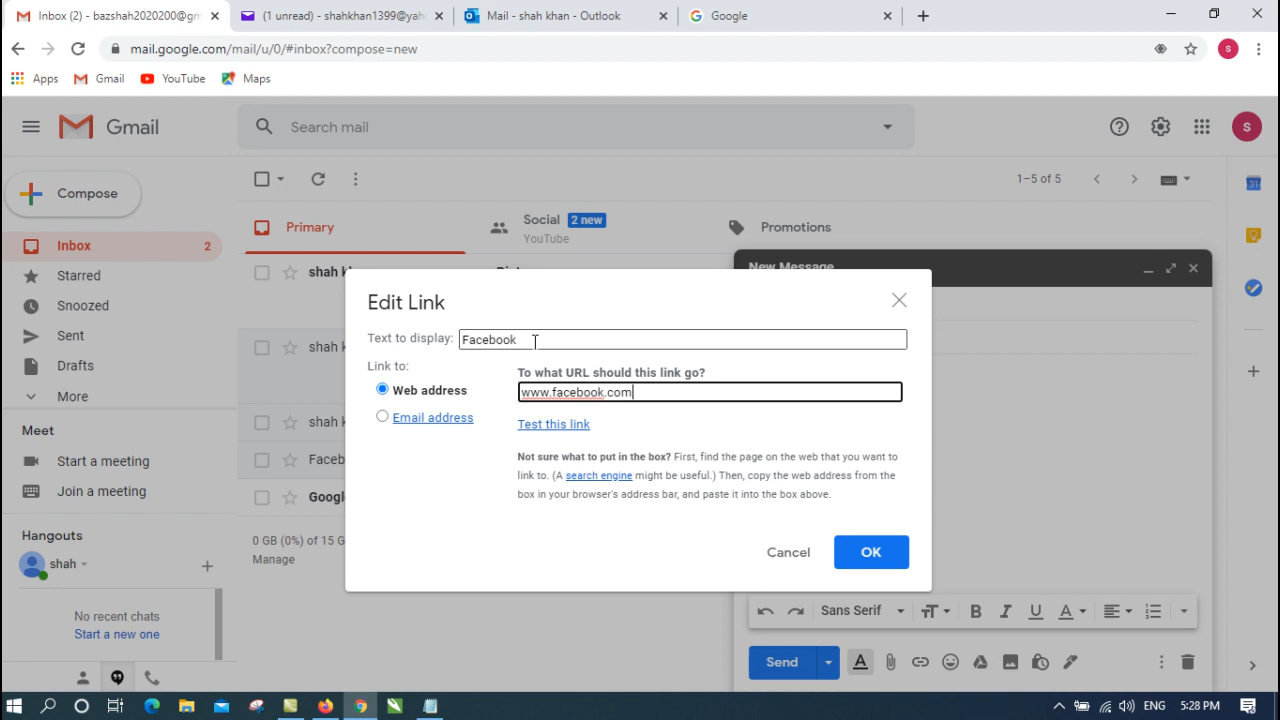 Inbox (2) - bazshah2020200@gm
(1 unread) - shahkhan1399@yah
Mail - shah khan - Outlook
Google
mail.google.com/mail/u/0/#inbox?compose=new
S
Apps
Gmail
YouTube
Maps
Gmail
Search mail
S
Compose
1–5 of 5
Inbox 2
Starred
Snoozed
Sent
Drafts
More
Primary
Social 2 new
YouTube
Promotions
shah k
shah k
shah k
Faceb
Googl
0 GB (0%) of 15 G
Manage
New Message
Edit Link
Text to display: Facebook
Link to:
Web address
Email address
To what URL should this link go?
www.facebook.com
Test this link
Not sure what to put in the box? First, find the page on the web that you want to
link to. (A search engine might be useful.) Then, copy the web address from the
box in your browser's address bar, and paste it into the box above.
Cancel
OK
Meet
Start a meeting
Join a meeting
Hangouts
shah
No recent chats
Start a new one
Sans Serif
B I U A
Send
A
ENG 5:28 PM